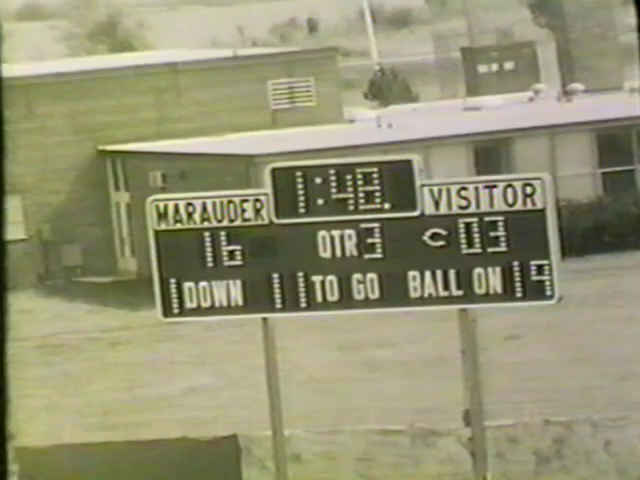 1:48.
MARAUDER VISITOR
16 QTR 3 < 03
1 DOWN 11 TO GO BALL ON 19